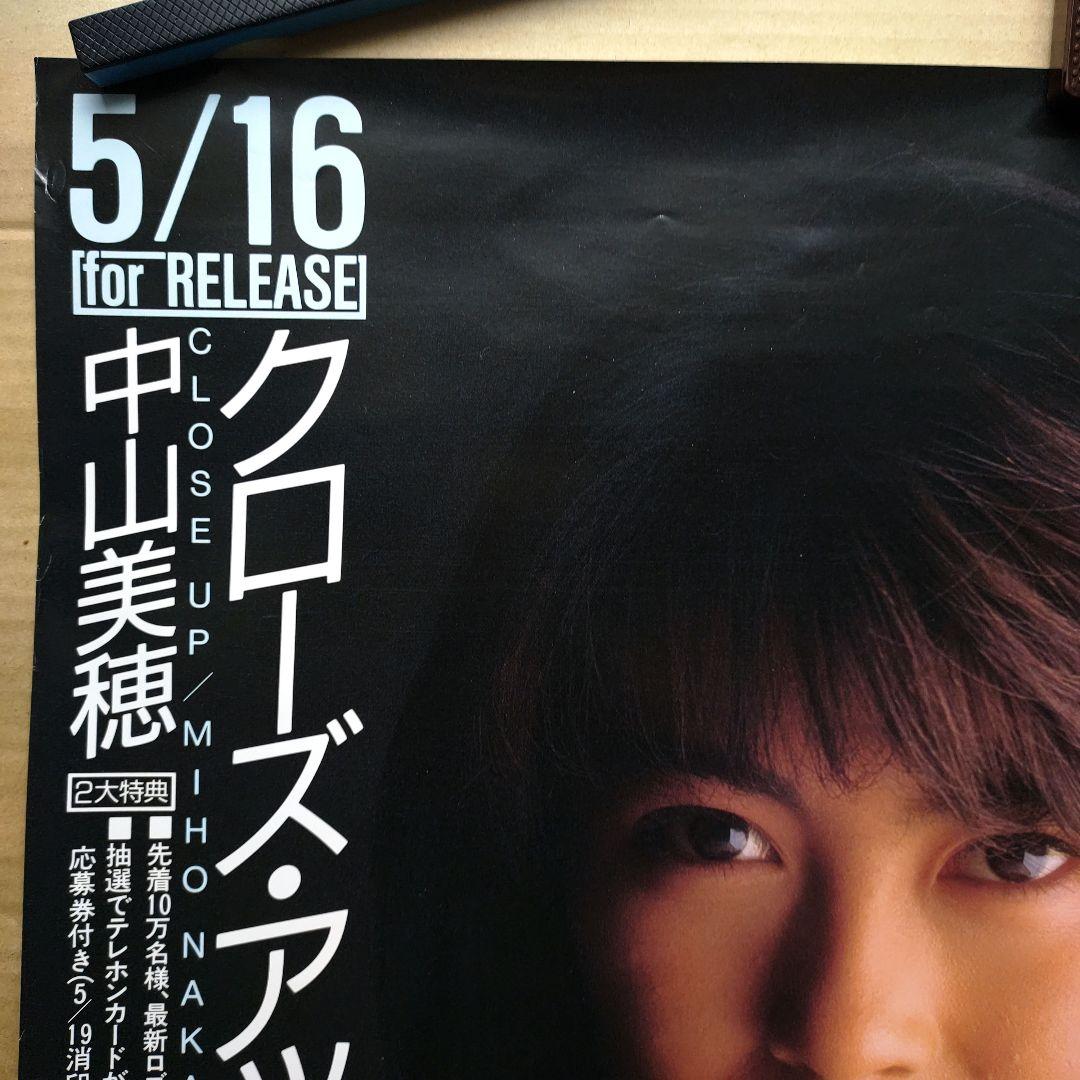 5/16
[for RELEASE]
クローズ・アッ
CLOSE UP/MIHO NAKA
中山美穂
2大特典
■先着10万名様、最新ロゴ
■抽選でテレホンカードが
応募券付き(5/19消印